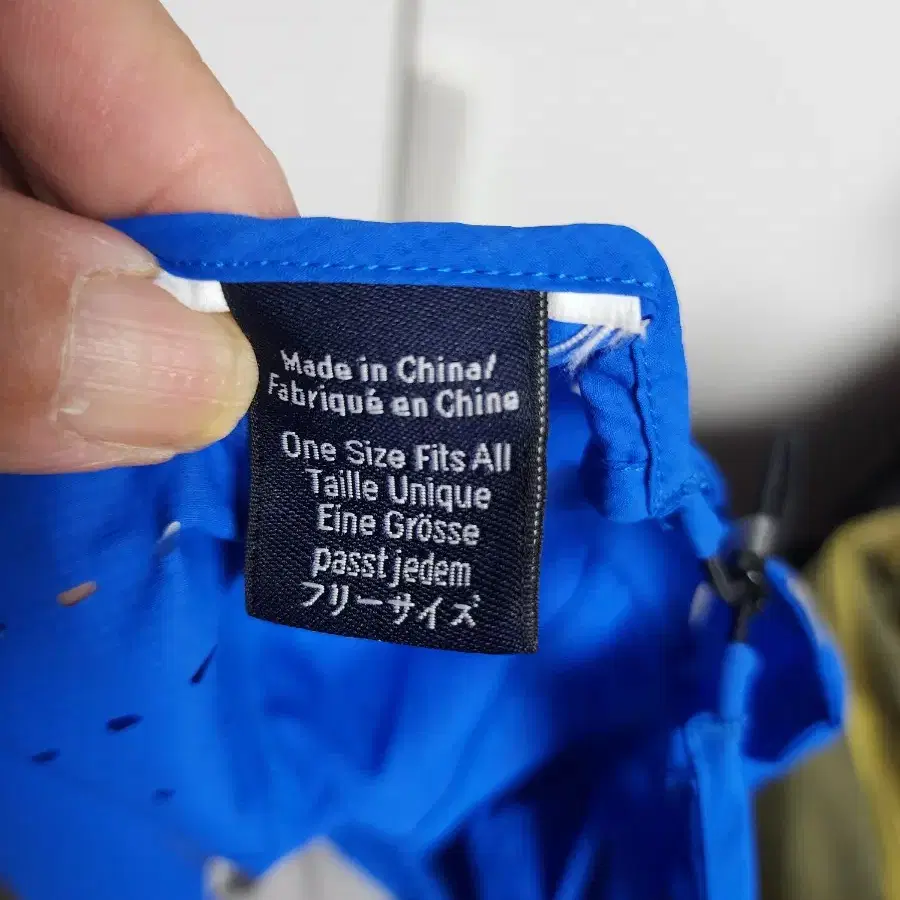 Made in China/
Fabriqué en Chine
One Size Fits All
Taille Unique
Eine Grösse
passt jedem
フリーサイズ